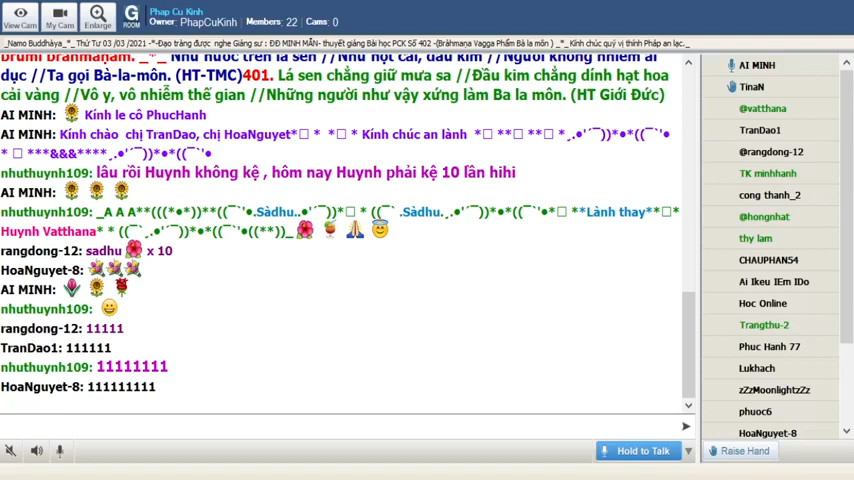 View Cam
My Cam
Enlarge
G
ROOM
Phap Cu Kinh
Owner: PhapCuKinh Members: 22 Cams: 0
_Namo Buddhàya_*_ Thứ Tư 03 /03 /2021 -*-Đạo tràng được nghe Giảng sư : ĐĐ MINH MẪN- thuyết giảng Bài học PCK Số 402 -(Bràhmana Vagga Phẩm Bà la môn ) _*_ Kính chúc quý vị thính Pháp an lạc._
brūmi brāhmaṇaṃ. _*_ Như nước trên lá sen //Như hột cải, đầu kim //Người không nhiễm ái
dục //Ta gọi Bà-la-môn. (HT-TMC)401. Lá sen chẳng giữ mưa sa //Đầu kim chẳng dính hạt hoa
cải vàng //Vô y, vô nhiễm thế gian //Những người như vậy xứng làm Ba la môn. (HT Giới Đức)
AI MINH: Kính le cô PhucHanh
AI MINH: Kính chào chị TranDao, chị HoaNguyet*□ * *□ * Kính chúc an lành *□ **□ **□ * ¸.•'´¯))*•*((¯`'•
* □ ***&&&****¸.•'´¯))*•*((¯`'•
nhuthuynh109: lâu rồi Huynh không kệ , hôm nay Huynh phải kệ 10 lần hihi
AI MINH:
nhuthuynh109: _A A A**(((*•*))**((¯`'•.Sàdhu..•'´¯))*□ * ((¯` .Sàdhu.¸.•'´¯))*•*((¯`'•*□ **Lành thay**□*
Huynh Vatthana* * ((¯`¸.•'´¯))*•*((¯`'•((**))_
rangdong-12: sadhu x 10
HoaNguyet-8:
AI MINH:
nhuthuynh109:
rangdong-12: 11111
TranDao1: 111111
nhuthuynh109: 11111111
HoaNguyet-8: 111111111
Hold to Talk
AI MINH
TinaN
@vatthana
TranDao1
@rangdong-12
TK minhhanh
cong thanh_2
@hongnhat
thy lam
CHAUPHAN54
Ai Ikeu IEm IDo
Hoc Online
Trangthu-2
Phuc Hanh 77
Lukhach
zZzMoonlightzZz
phuoc6
HoaNguyet-8
Raise Hand